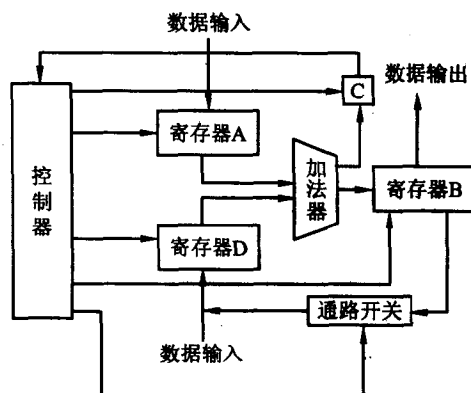 数据输入
C
数据输出
寄存器A
控制器
加法器
寄存器B
寄存器D
通路开关
数据输入